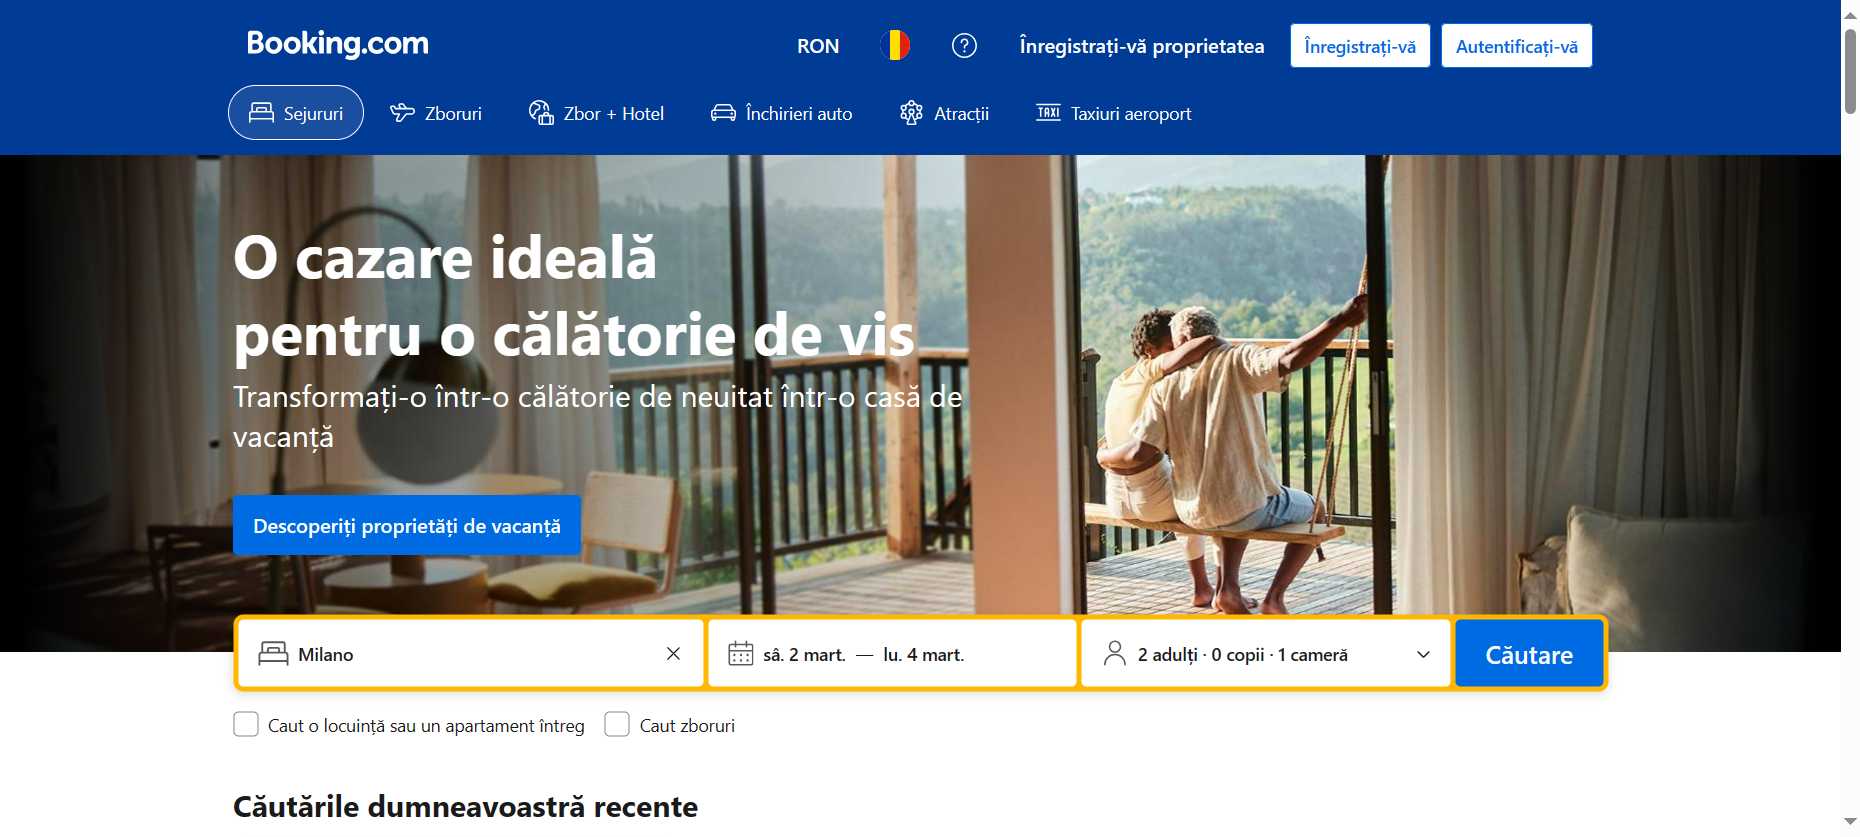 Booking.com
RON
Înregistrați-vă proprietatea
Înregistrați-vă
Autentificați-vă
Sejururi
Zboruri
Zbor + Hotel
Închirieri auto
Atracții
TAXI
Taxiuri aeroport
O cazare ideală
pentru o călătorie de vis
Transformați-o într-o călătorie de neuitat într-o casă de
vacanță
Descoperiți proprietăți de vacanță
Milano
sâ. 2 mart. — lu. 4 mart.
2 adulți · 0 copii · 1 cameră
Căutare
Caut o locuință sau un apartament întreg
Caut zboruri
Căutările dumneavoastră recente